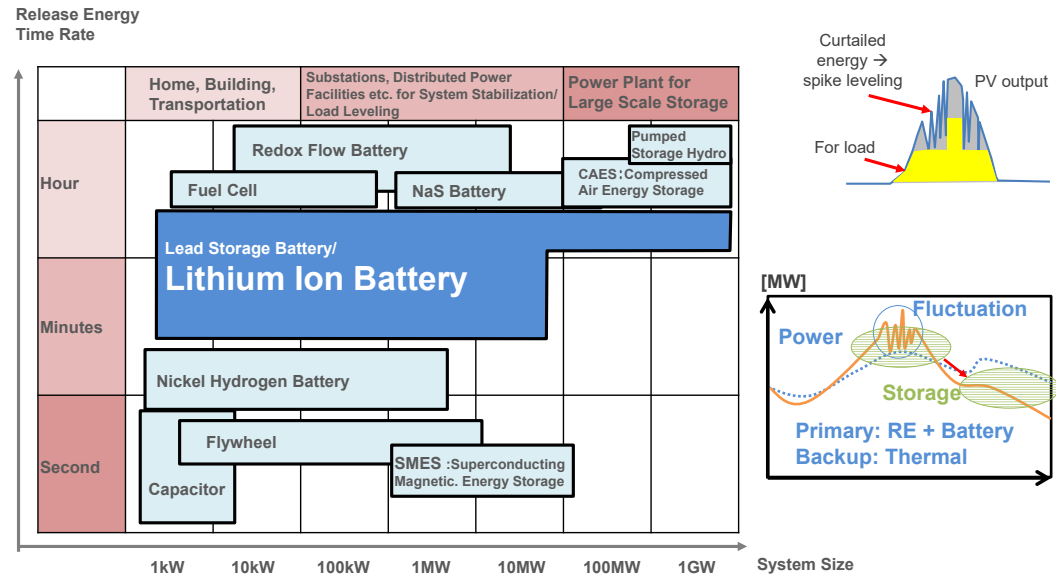 Release Energy
Time Rate
Home, Building,
Transportation
Substations, Distributed Power
Facilities etc. for System Stabilization/
Load Leveling
Power Plant for
Large Scale Storage
Hour
Minutes
Second
Redox Flow Battery
Pumped
Storage Hydro
Fuel Cell
NaS Battery
CAES：Compressed
Air Energy Storage
Lead Storage Battery/
Lithium Ion Battery
Nickel Hydrogen Battery
Flywheel
Capacitor
SMES :Superconducting
Magnetic. Energy Storage
1kW
10kW
100kW
1MW
10MW
100MW
1GW
System Size
Curtailed
energy →
spike leveling
PV output
For load
[MW]
Fluctuation
Power
Storage
Primary: RE + Battery
Backup: Thermal